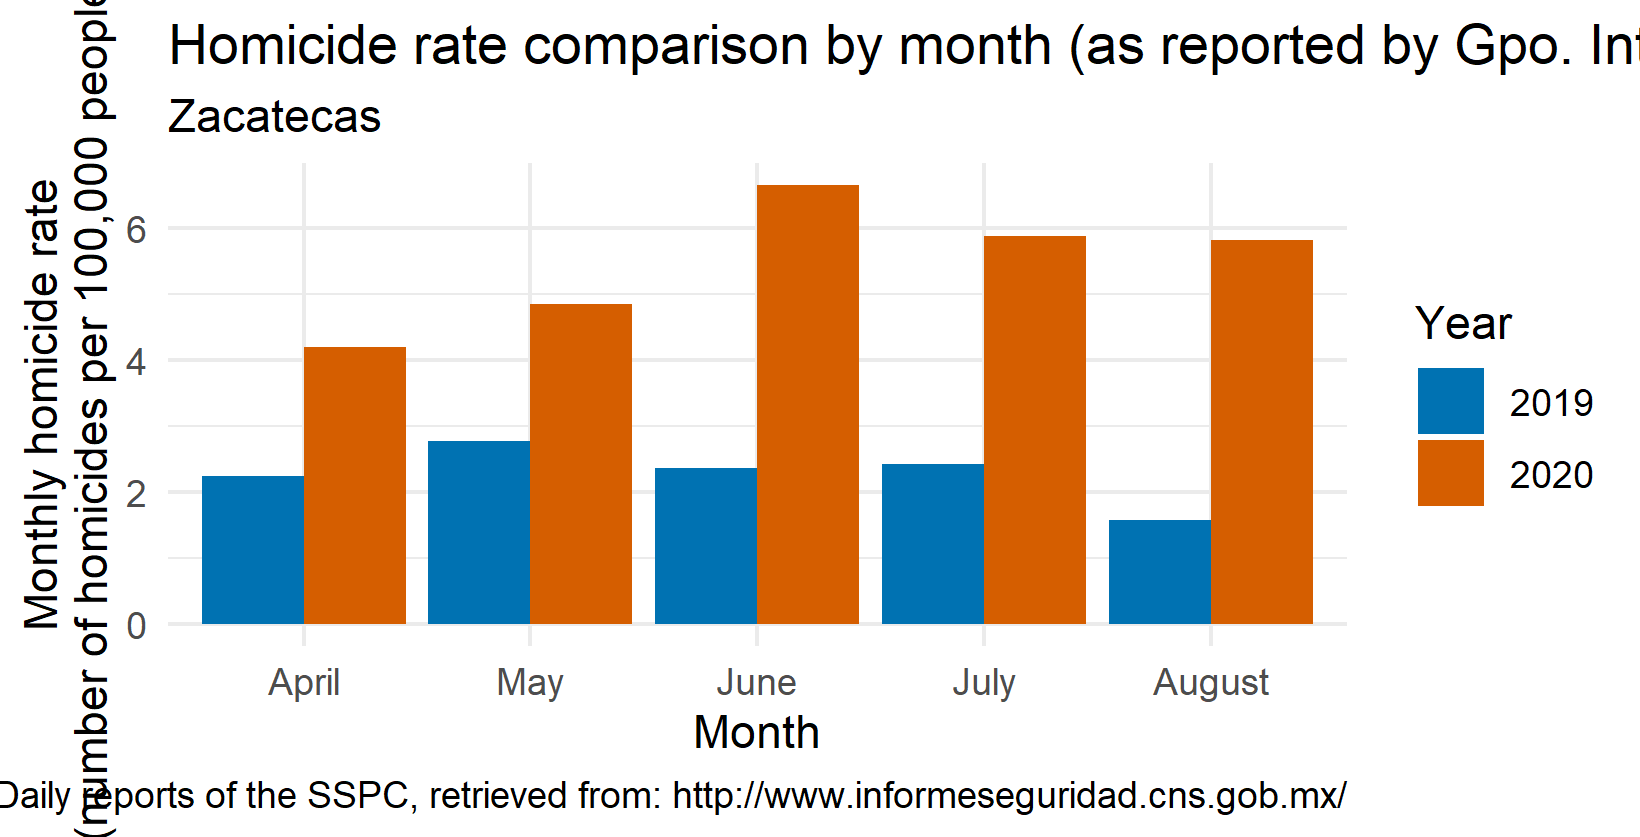 Homicide rate comparison by month (as reported by Gpo.
Zacatecas
Monthly homicide rate
(number of homicides per 100,000 people
6
4
2
0
April
May
June
July
August
Month
Year
2019
2020
Daily reports of the SSPC, retrieved from: http://www.informeseguridad.cns.gob.mx/